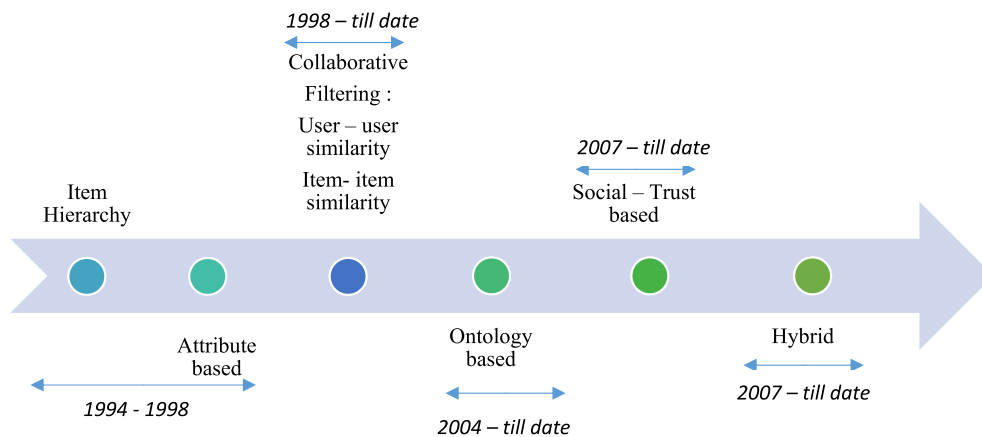 1998 – till date
Collaborative
Filtering :
User – user
similarity
Item- item
similarity
2007 – till date
Social – Trust
based
Item
Hierarchy
Attribute
based
1994 - 1998
Ontology
based
2004 – till date
Hybrid
2007 – till date